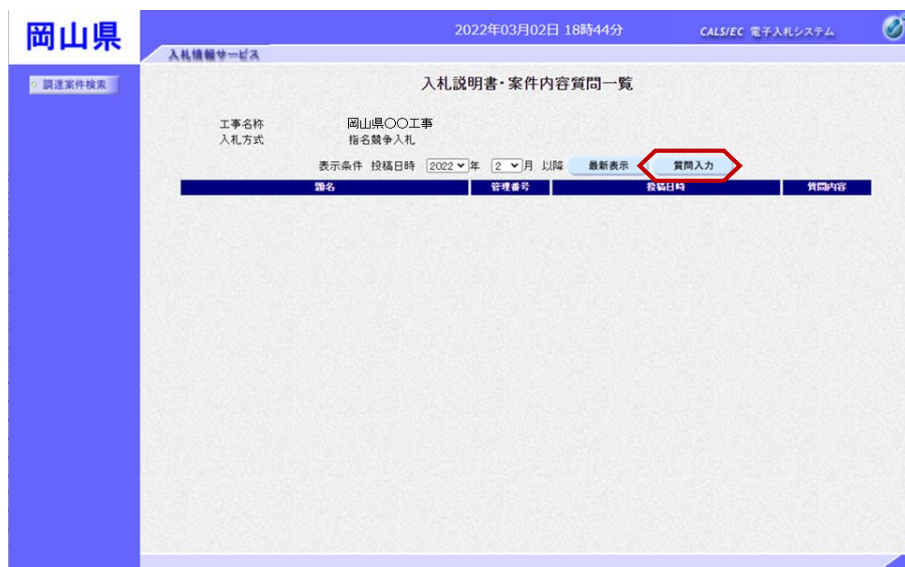 岡山県
2022年03月02日 18時44分
CALS/EC 電子入札システム
入札情報サービス
調達案件検索
入札説明書・案件内容質問一覧
工事名称 岡山県〇〇工事
入札方式 指名競争入札
表示条件 投稿日時 2022 年 2 月 以降 最新表示 質問入力
題名 管理番号 投稿日時 質問内容